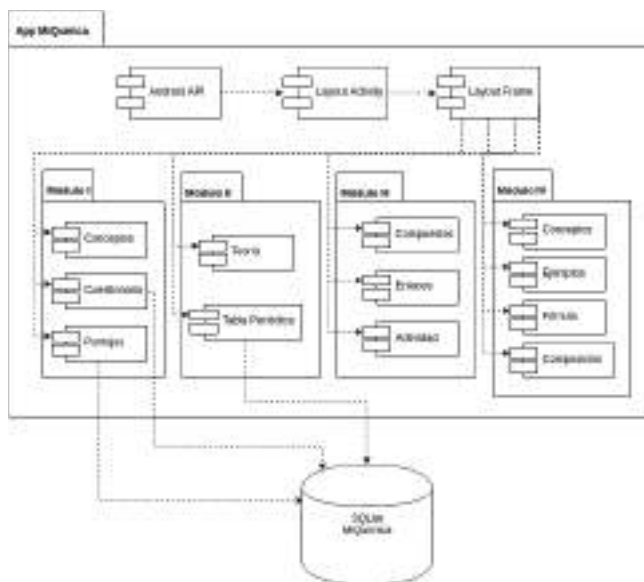 App MiQuimica
Android API
Layout Activity
Layout Frame
Módulo I
Módulo II
Módulo III
Módulo IV
Conceptos
Cuestionario
Puntajes
Teoría
Tabla Periódica
Compuestos
Enlaces
Actividad
Conceptos
Ejemplos
Fórmula
SQLite
MiQuimica